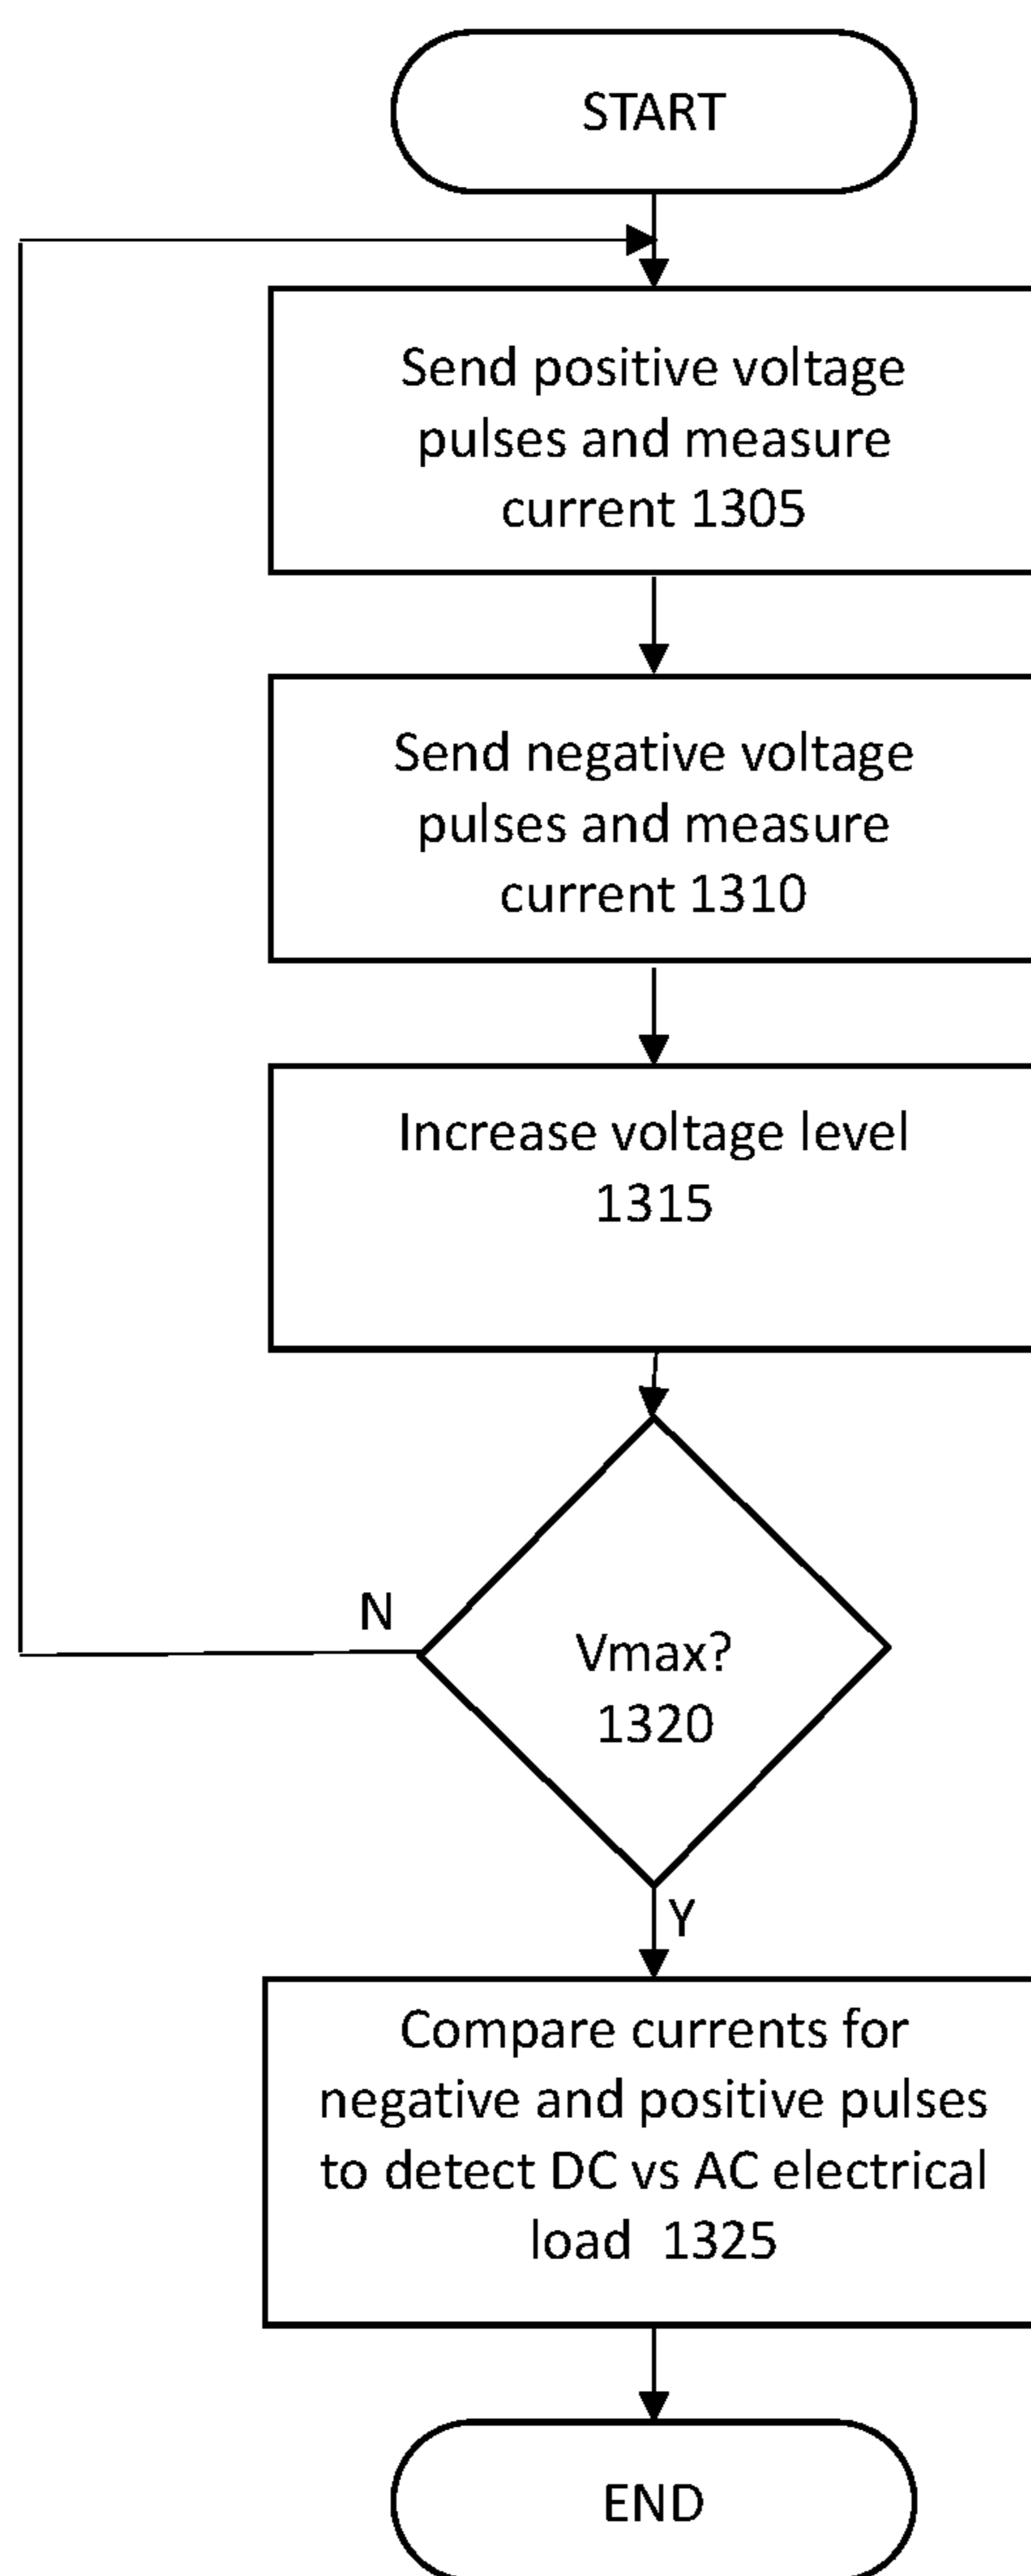 START
Send positive voltage
pulses and measure
current 1305
Send negative voltage
pulses and measure
current 1310
Increase voltage level
1315
N
Vmax?
1320
Y
Compare currents for
negative and positive pulses
to detect DC vs AC electrical
load 1325
END